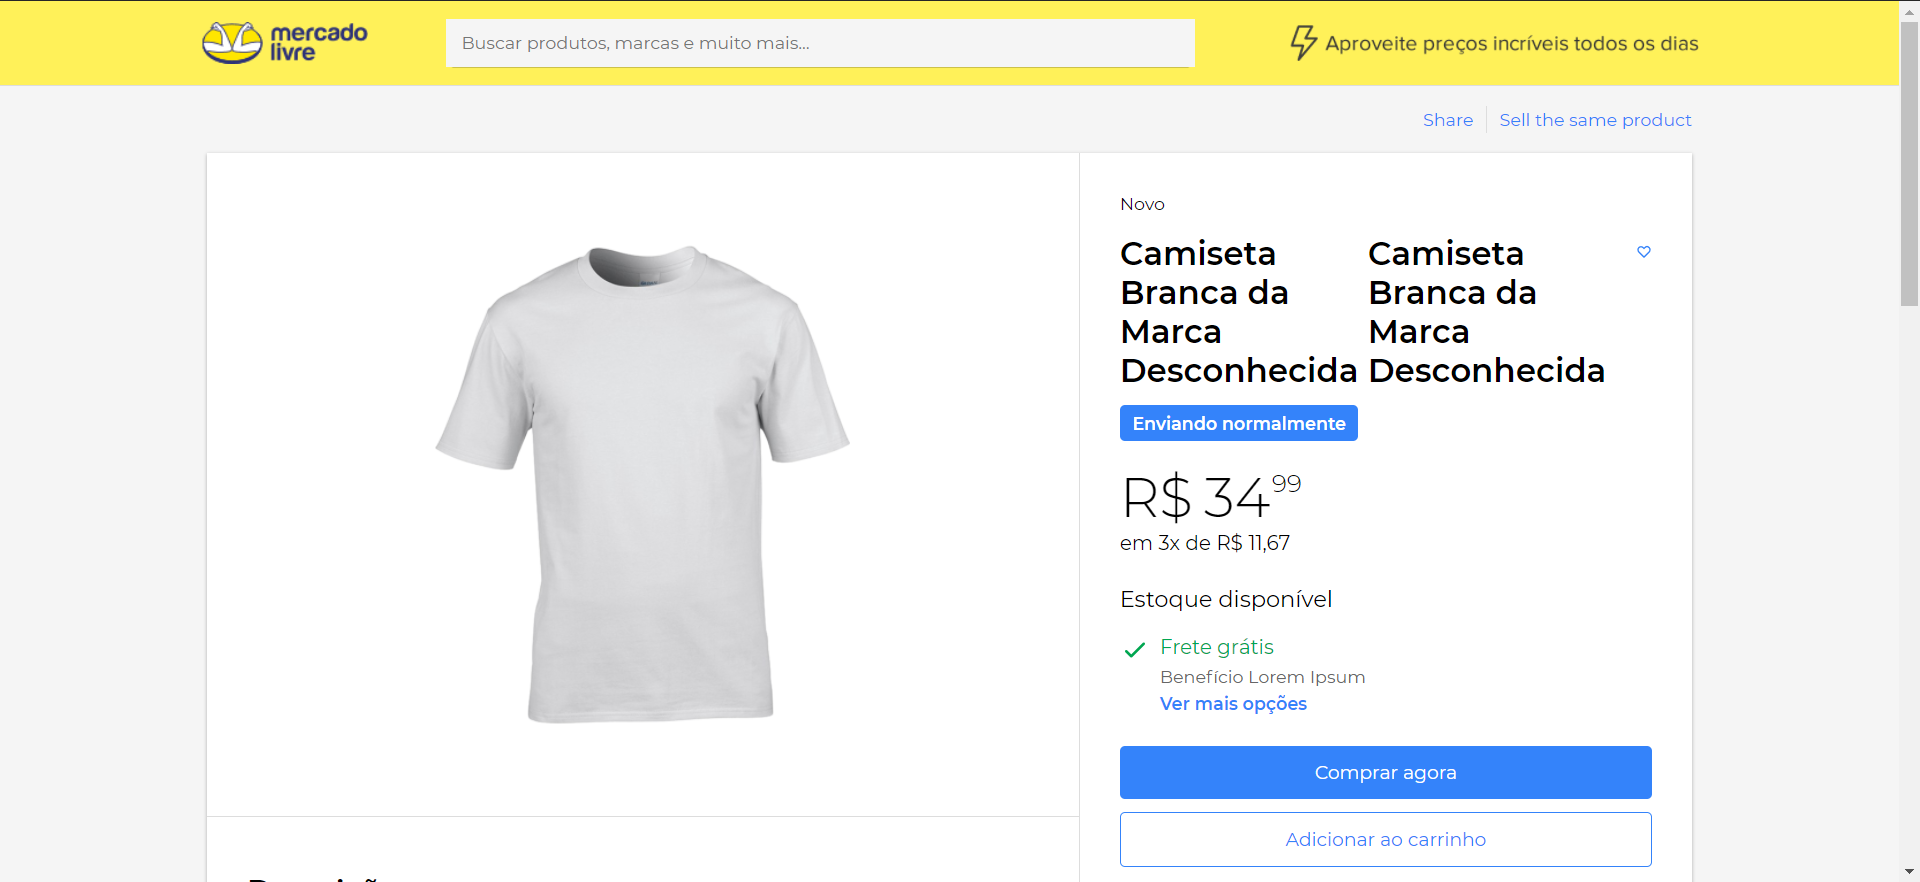 mercado
livre
Buscar produtos, marcas e muito mais...
Aproveite preços incríveis todos os dias
Share
Sell the same product
Novo
Camiseta
Branca da
Marca
Desconhecida
Camiseta
Branca da
Marca
Desconhecida
Enviando normalmente
R$ 34 99
em 3x de R$ 11,67
Estoque disponível
Frete grátis
Benefício Lorem Ipsum
Ver mais opções
Comprar agora
Adicionar ao carrinho